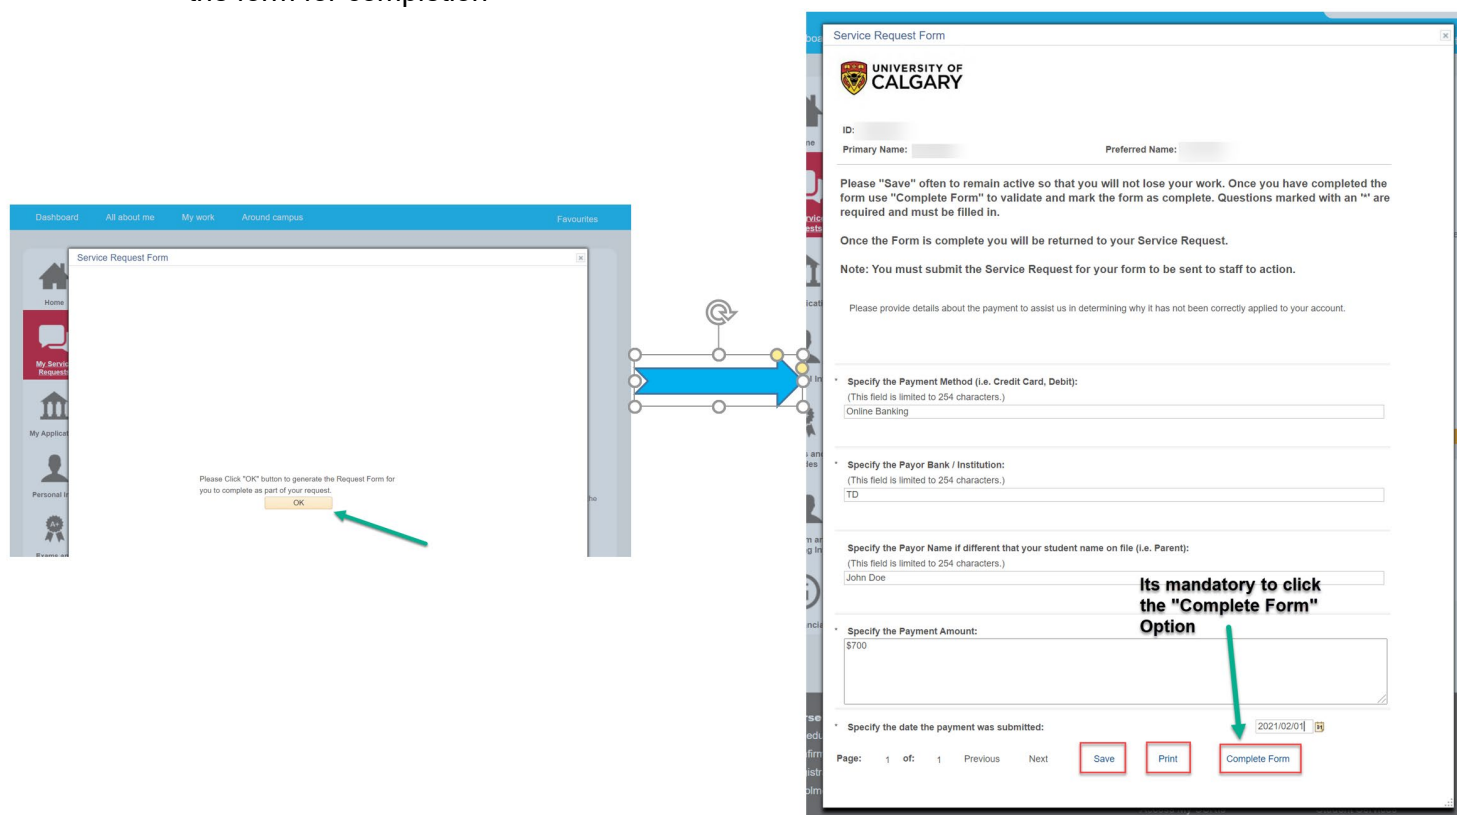 the form for completion
Dashboard All about me My work Around campus Favourites
Service Request Form
Home
My Servic
Requests
My Applicat
Personal In
A+
Exams an
Please Click "OK" button to generate the Request Form for
you to complete as part of your request.
OK
Service Request Form
UNIVERSITY OF
CALGARY
ID:
Primary Name: Preferred Name:
Please "Save" often to remain active so that you will not lose your work. Once you have completed the
form use "Complete Form" to validate and mark the form as complete. Questions marked with an '*' are
required and must be filled in.
Once the Form is complete you will be returned to your Service Request.
Note: You must submit the Service Request for your form to be sent to staff to action.
Please provide details about the payment to assist us in determining why it has not been correctly applied to your account.
* Specify the Payment Method (i.e. Credit Card, Debit):
(This field is limited to 254 characters.)
Online Banking
* Specify the Payor Bank / Institution:
(This field is limited to 254 characters.)
TD
Specify the Payor Name if different that your student name on file (i.e. Parent):
(This field is limited to 254 characters.)
John Doe
Its mandatory to click
the "Complete Form"
Option
* Specify the Payment Amount:
$700
* Specify the date the payment was submitted: 2021/02/01
Page: 1 of: 1 Previous Next Save Print Complete Form